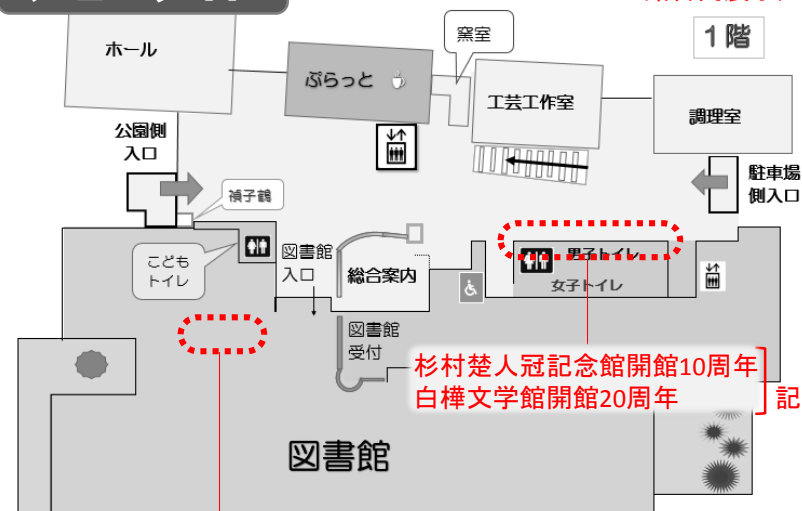 1階
ホール
窯室
ぷらっと
工芸工作室
調理室
公園側
入口
駐車場
側入口
禎子鶴
こども
トイレ
図書館
入口
総合案内
男子トイレ
女子トイレ
図書館
受付
杉村楚人冠記念館開館10周年
白樺文学館開館20周年
記
図書館